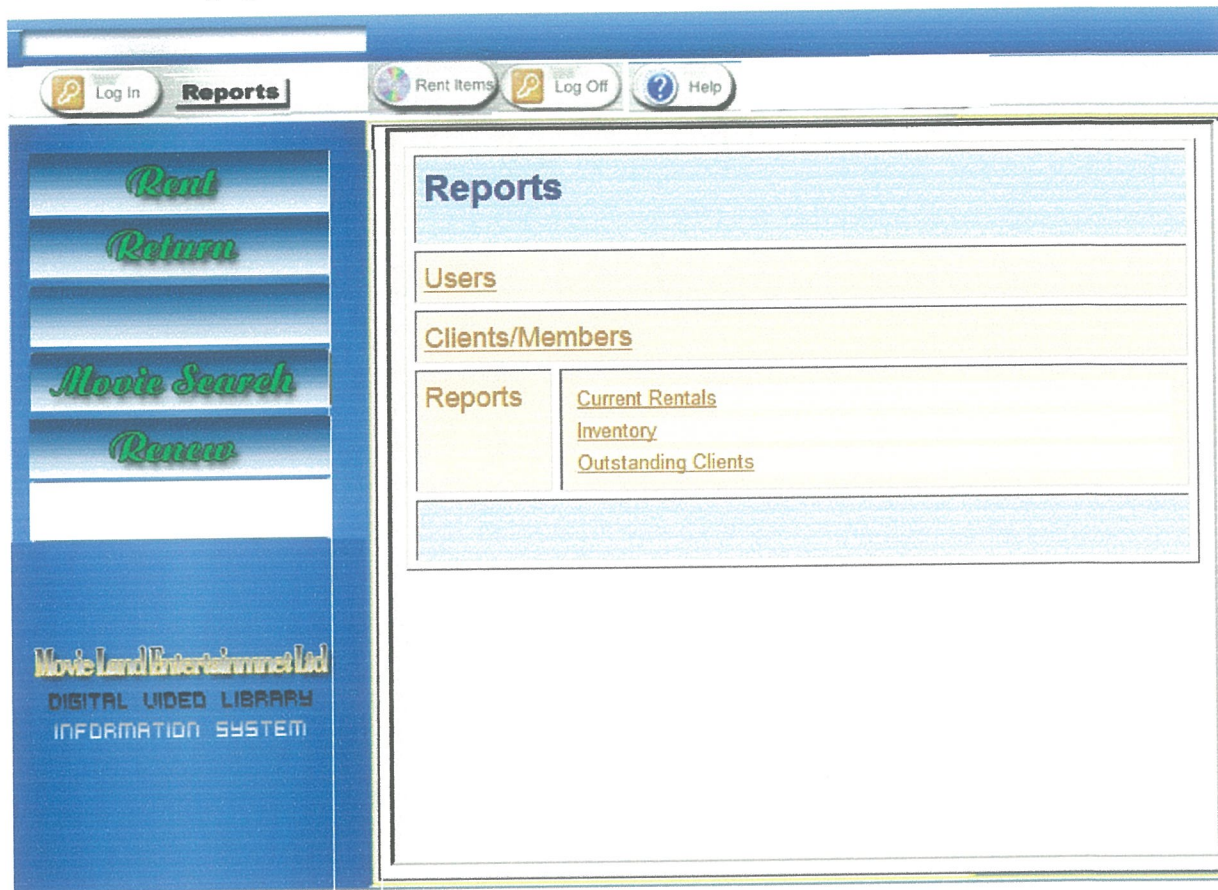 Log In Reports Rent Items Log Off Help
Rent
Return
Movie Search
Renew
Movie Land Entertainmnet Ltd
DIGITAL VIDEO LIBRARY
INFORMATION SYSTEM
Reports
Users
Clients/Members
Reports
Current Rentals
Inventory
Outstanding Clients